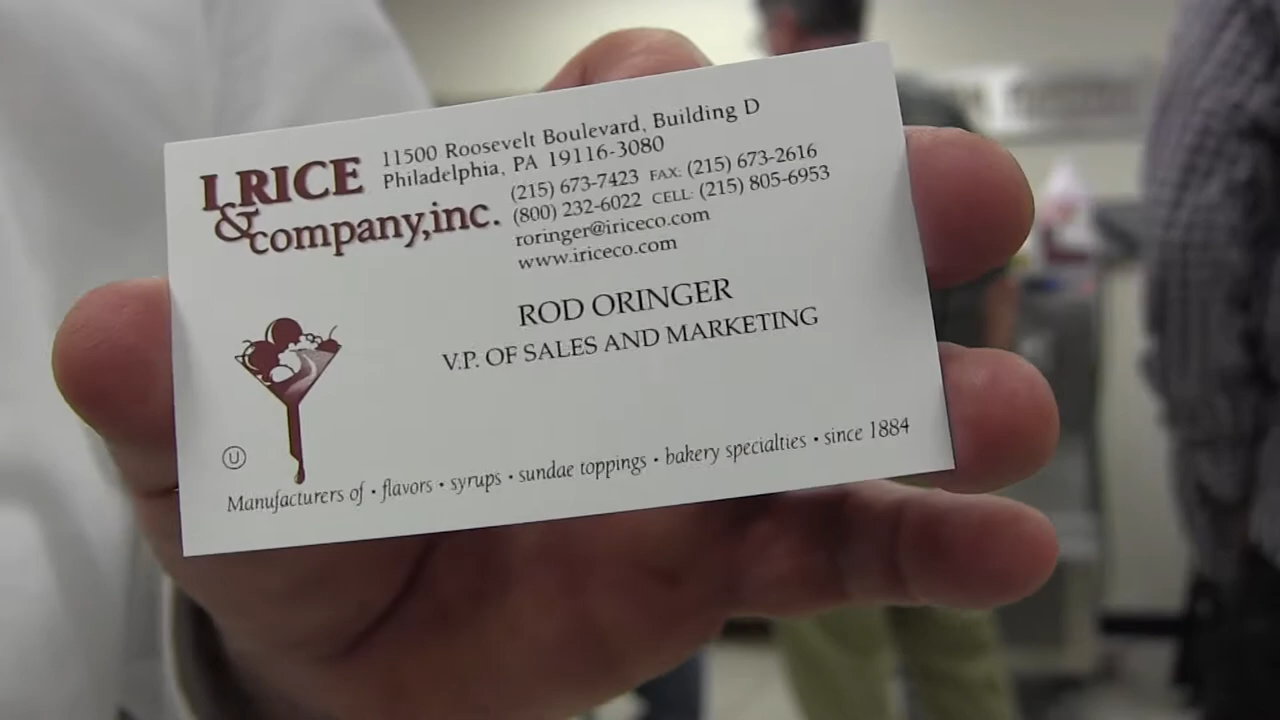 I. RICE
& company, inc.
11500 Roosevelt Boulevard, Building D
Philadelphia, PA 19116-3080
(215) 673-7423 FAX: (215) 673-2616
(800) 232-6022 CELL: (215) 805-6953
roringer@iriceco.com
www.iriceco.com
ROD ORINGER
V.P. OF SALES AND MARKETING
U
Manufacturers of • flavors • syrups • sundae toppings • bakery specialties • since 1884